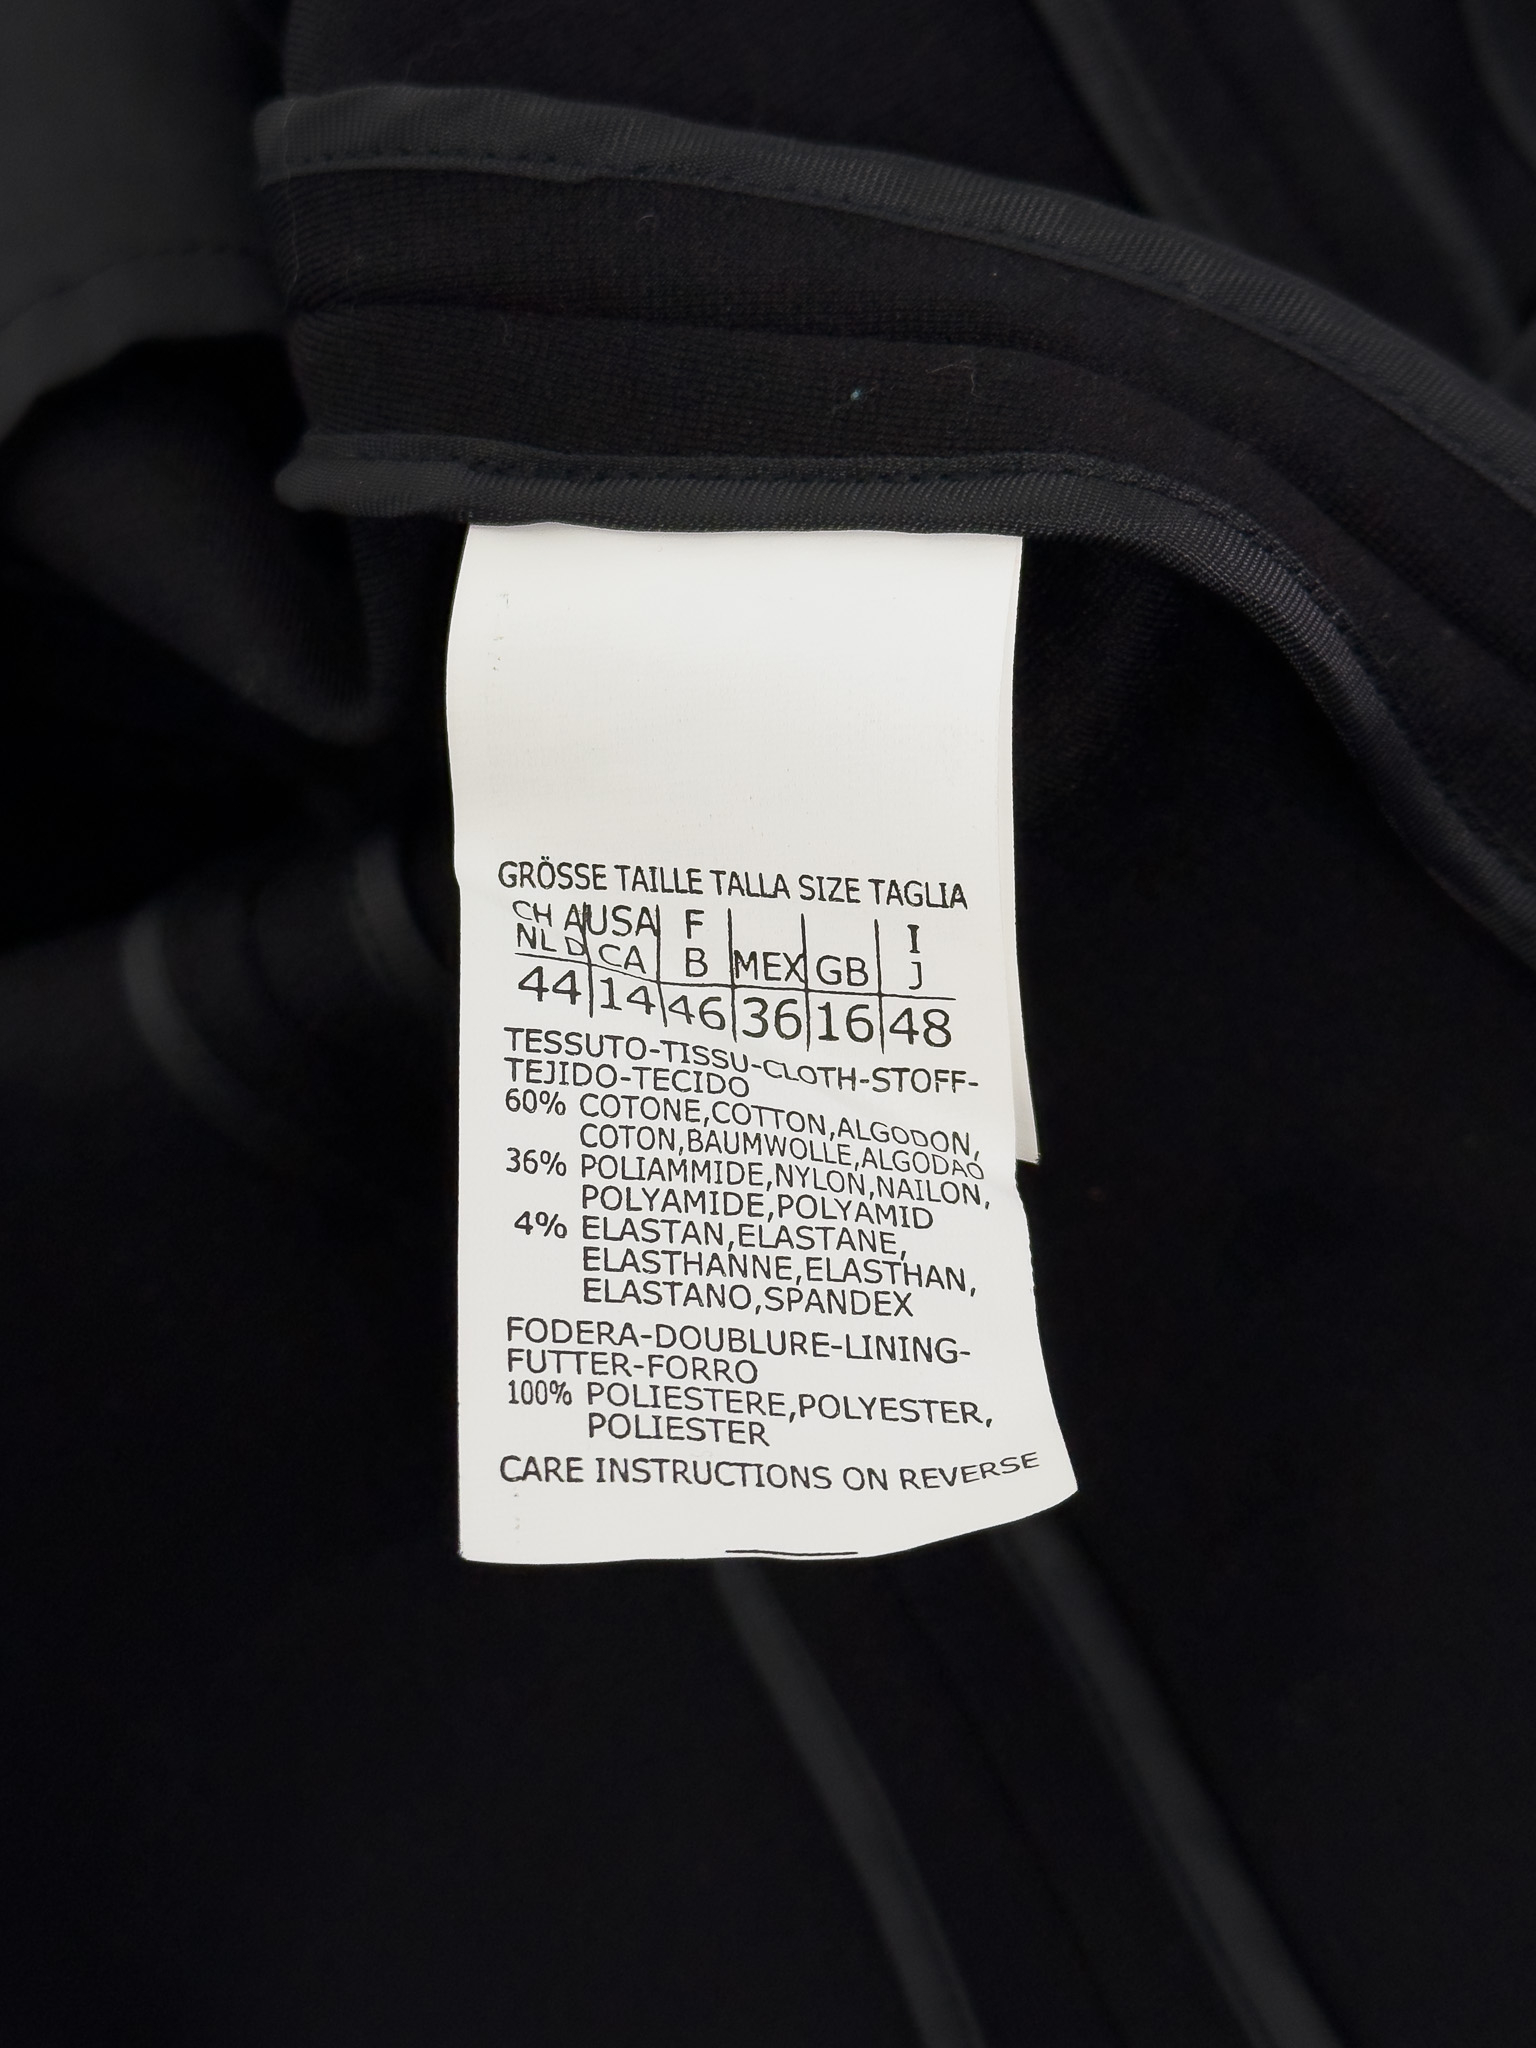 GRÖSSE TAILLE TALLA SIZE TAGLIA
CH A USA F I
NL D CA B MEX GB J
44 14 46 36 16 48
TESSUTO-TISSU-CLOTH-STOFF-
TEJIDO-TECIDO
60% COTONE,COTTON,ALGODON,
COTON,BAUMWOLLE,ALGODAO
36% POLIAMMIDE,NYLON,NAILON,
POLYAMIDE,POLYAMID
4% ELASTAN,ELASTANE,
ELASTHANNE,ELASTHAN,
ELASTANO,SPANDEX
FODERA-DOUBLURE-LINING-
FUTTER-FORRO
100% POLIESTERE,POLYESTER,
POLIESTER
CARE INSTRUCTIONS ON REVERSE